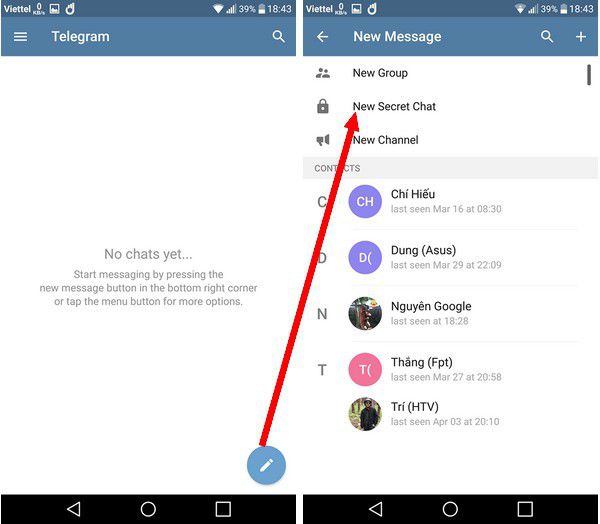 Viettel 0 KB/s 39% 18:43
Telegram
No chats yet...
Start messaging by pressing the
new message button in the bottom right corner
or tap the menu button for more options.
Viettel 0 KB/s 39% 18:43
New Message
New Group
New Secret Chat
New Channel
CONTACTS
C
CH
Chí Hiếu
last seen Mar 16 at 08:30
D
D(
Dung (Asus)
last seen Mar 29 at 22:09
N
Nguyên Google
last seen at 18:28
T
T(
Thắng (Fpt)
last seen Mar 27 at 20:58
Trí (HTV)
last seen Apr 03 at 20:10